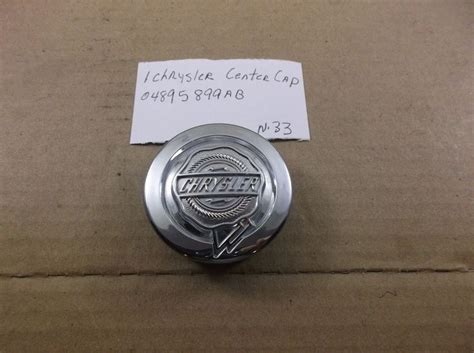 1 Chrysler Center Cap
04895899AB
N.33
CHRYSLER